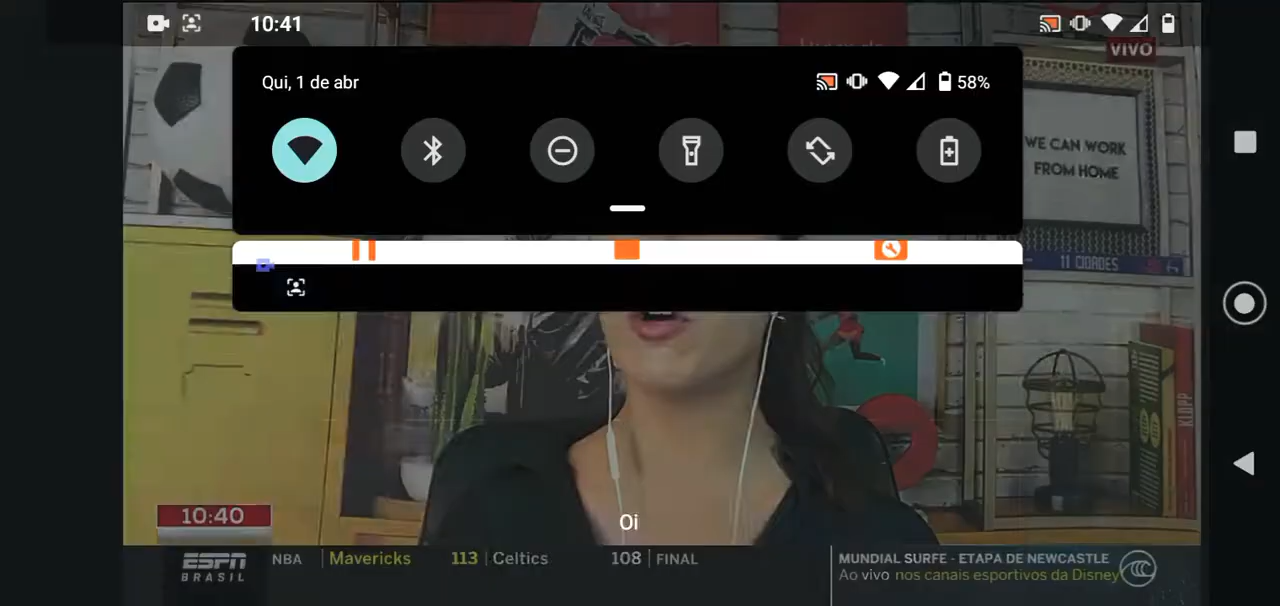 10:41
VIVO
Qui, 1 de abr
58%
WE CAN WORK
FROM HOME
11 CIDADES
KLOPP
Oi
10:40
ESPN
BRASIL
NBA Mavericks 113 Celtics 108 FINAL
MUNDIAL SURFE - ETAPA DE NEWCASTLE
Ao vivo nos canais esportivos da Disney